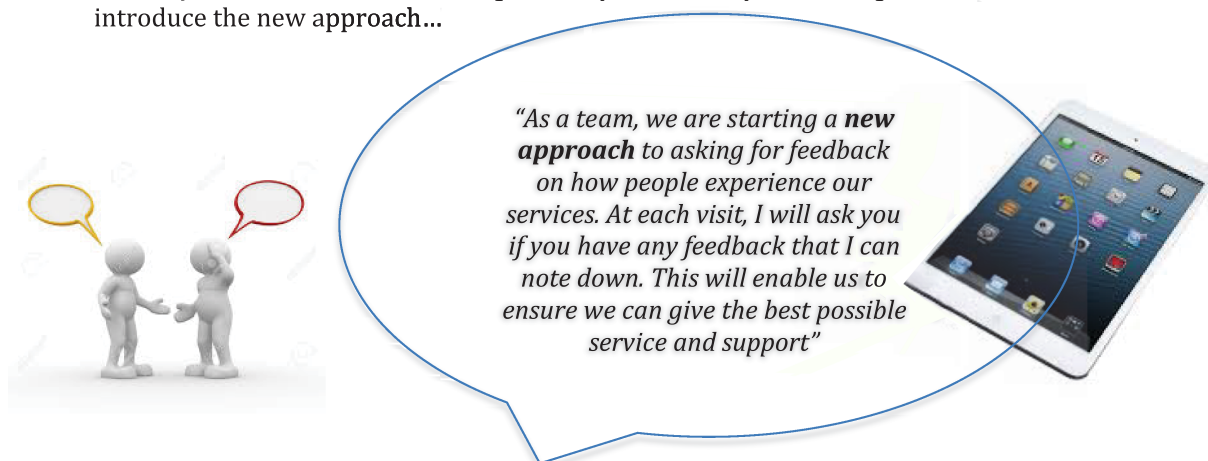 introduce the new approach…
“As a team, we are starting a new
approach to asking for feedback
on how people experience our
services. At each visit, I will ask you
if you have any feedback that I can
note down. This will enable us to
ensure we can give the best possible
service and support”